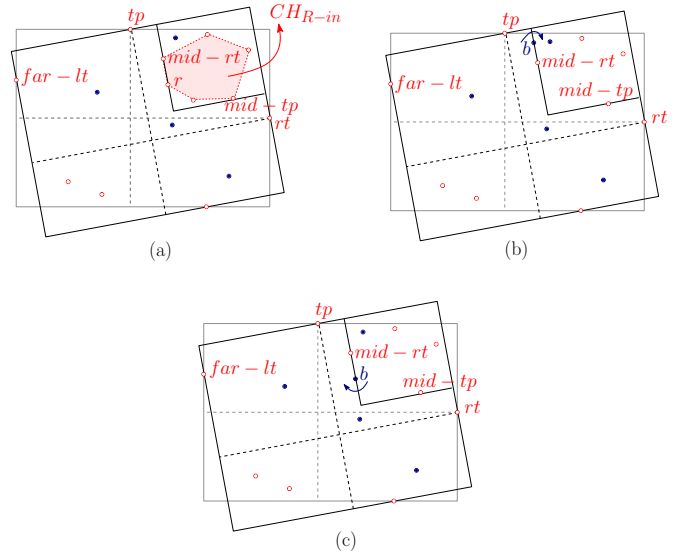 tp
CH_{R-in}
far − lt
mid − rt
r
mid − tp
rt
(a)
tp
b
mid − rt
far − lt
mid − tp
rt
(b)
tp
far − lt
mid − rt
b
mid − tp
rt
(c)